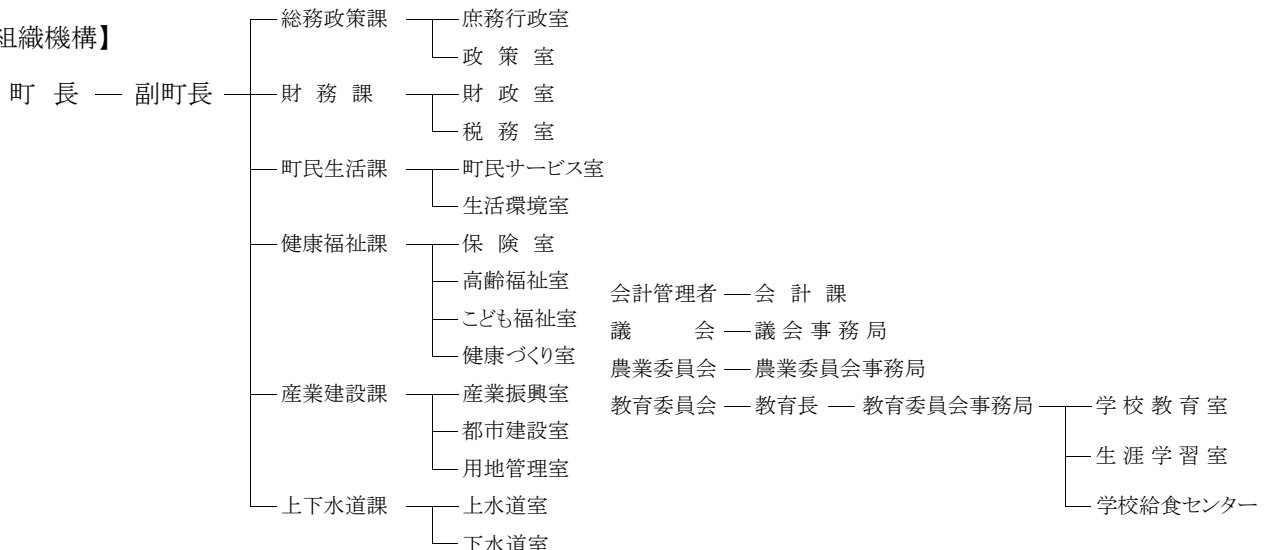 組織機構】
町 長 副町長
総務政策課 庶務行政室
政 策 室
財 務 課 財 政 室
税 務 室
町民生活課 町民サービス室
生活環境室
健康福祉課 保 険 室
高齢福祉室
こども福祉室
健康づくり室
産業建設課 産業振興室
都市建設室
用地管理室
上下水道課 上水道室
下水道室
会計管理者 会 計 課
議 会 議 会 事 務 局
農業委員会 農業委員会事務局
教育委員会 教育長 教育委員会事務局 学 校 教 育 室
生 涯 学 習 室
学校給食センター